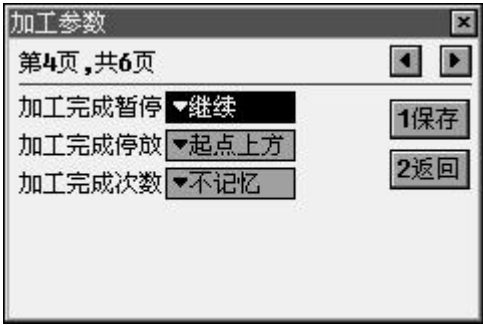 加工参数
第4页,共6页
加工完成暂停 继续
1保存
加工完成停放 起点上方
2返回
加工完成次数 不记忆